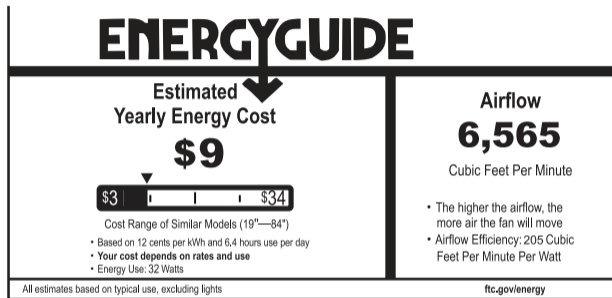 ENERGYGUIDE
Estimated
Yearly Energy Cost
$9
$3 $34
Cost Range of Similar Models (19"—84")
• Based on 12 cents per kWh and 6,4 hours use per day
• Your cost depends on rates and use
• Energy Use: 32 Watts
Airflow
6,565
Cubic Feet Per Minute
• The higher the airflow, the
more air the fan will move
• Airflow Efficiency: 205 Cubic
Feet Per Minute Per Watt
All estimates based on typical use, excluding lights
ftc.gov/energy